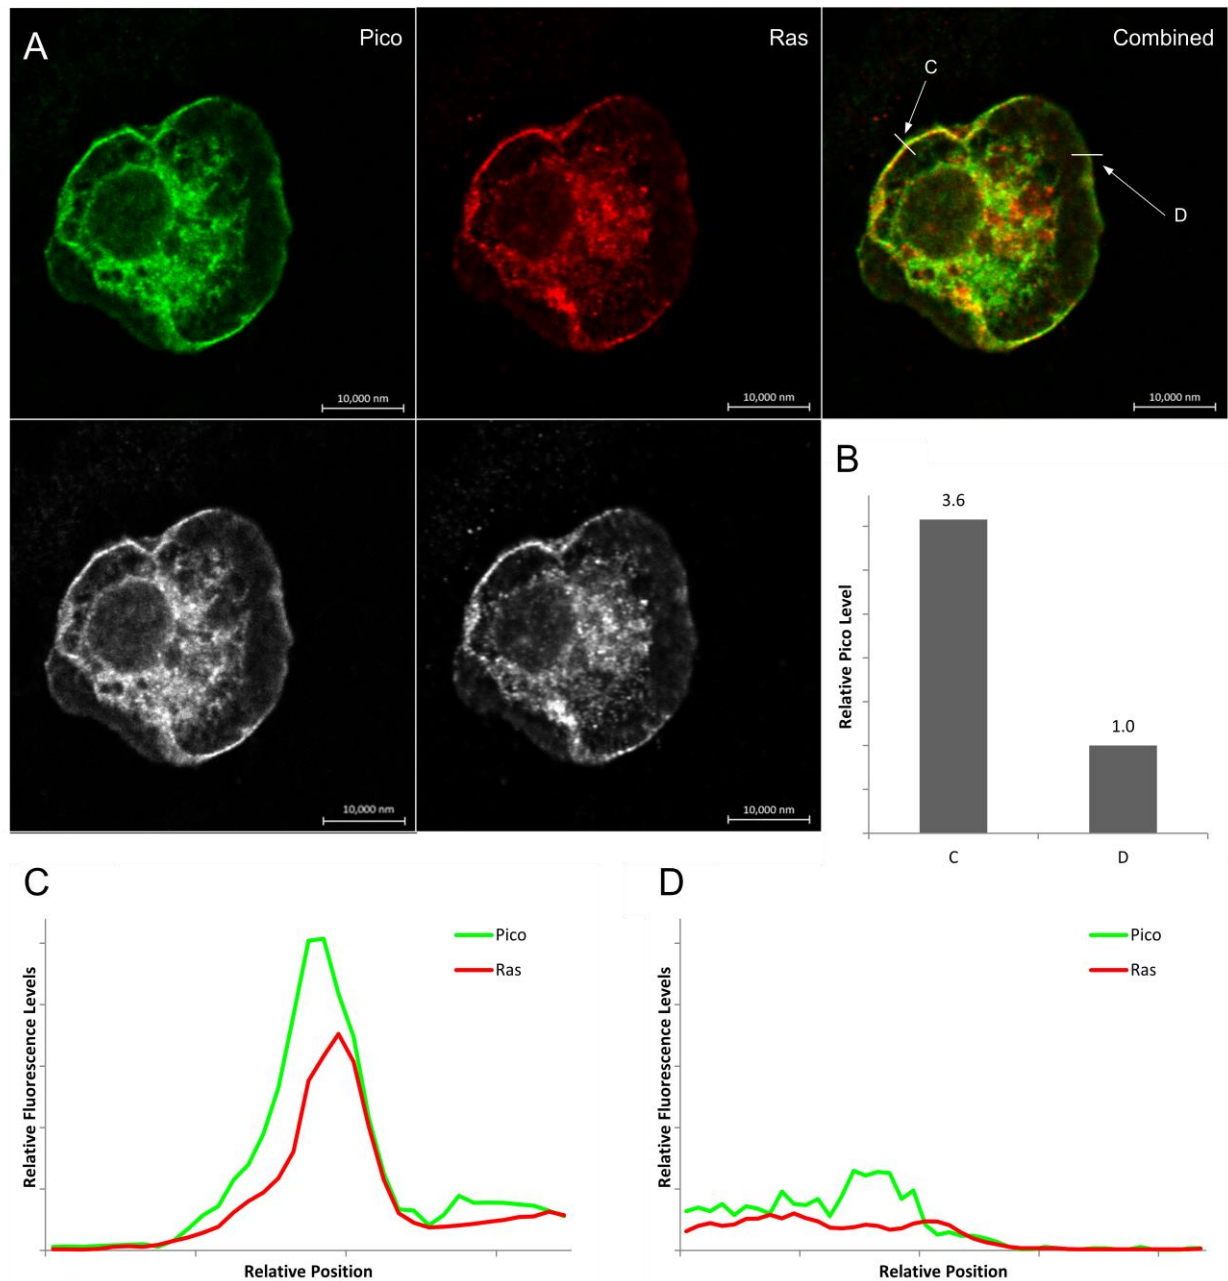 A
Pico
Ras
Combined
C
D
10,000 nm
10,000 nm
10,000 nm
10,000 nm
10,000 nm
B
Relative Pico Level
3.6
1.0
C
D
C
Relative Fluorescence Levels
Pico
Ras
Relative Position
D
Relative Fluorescence Levels
Pico
Ras
Relative Position